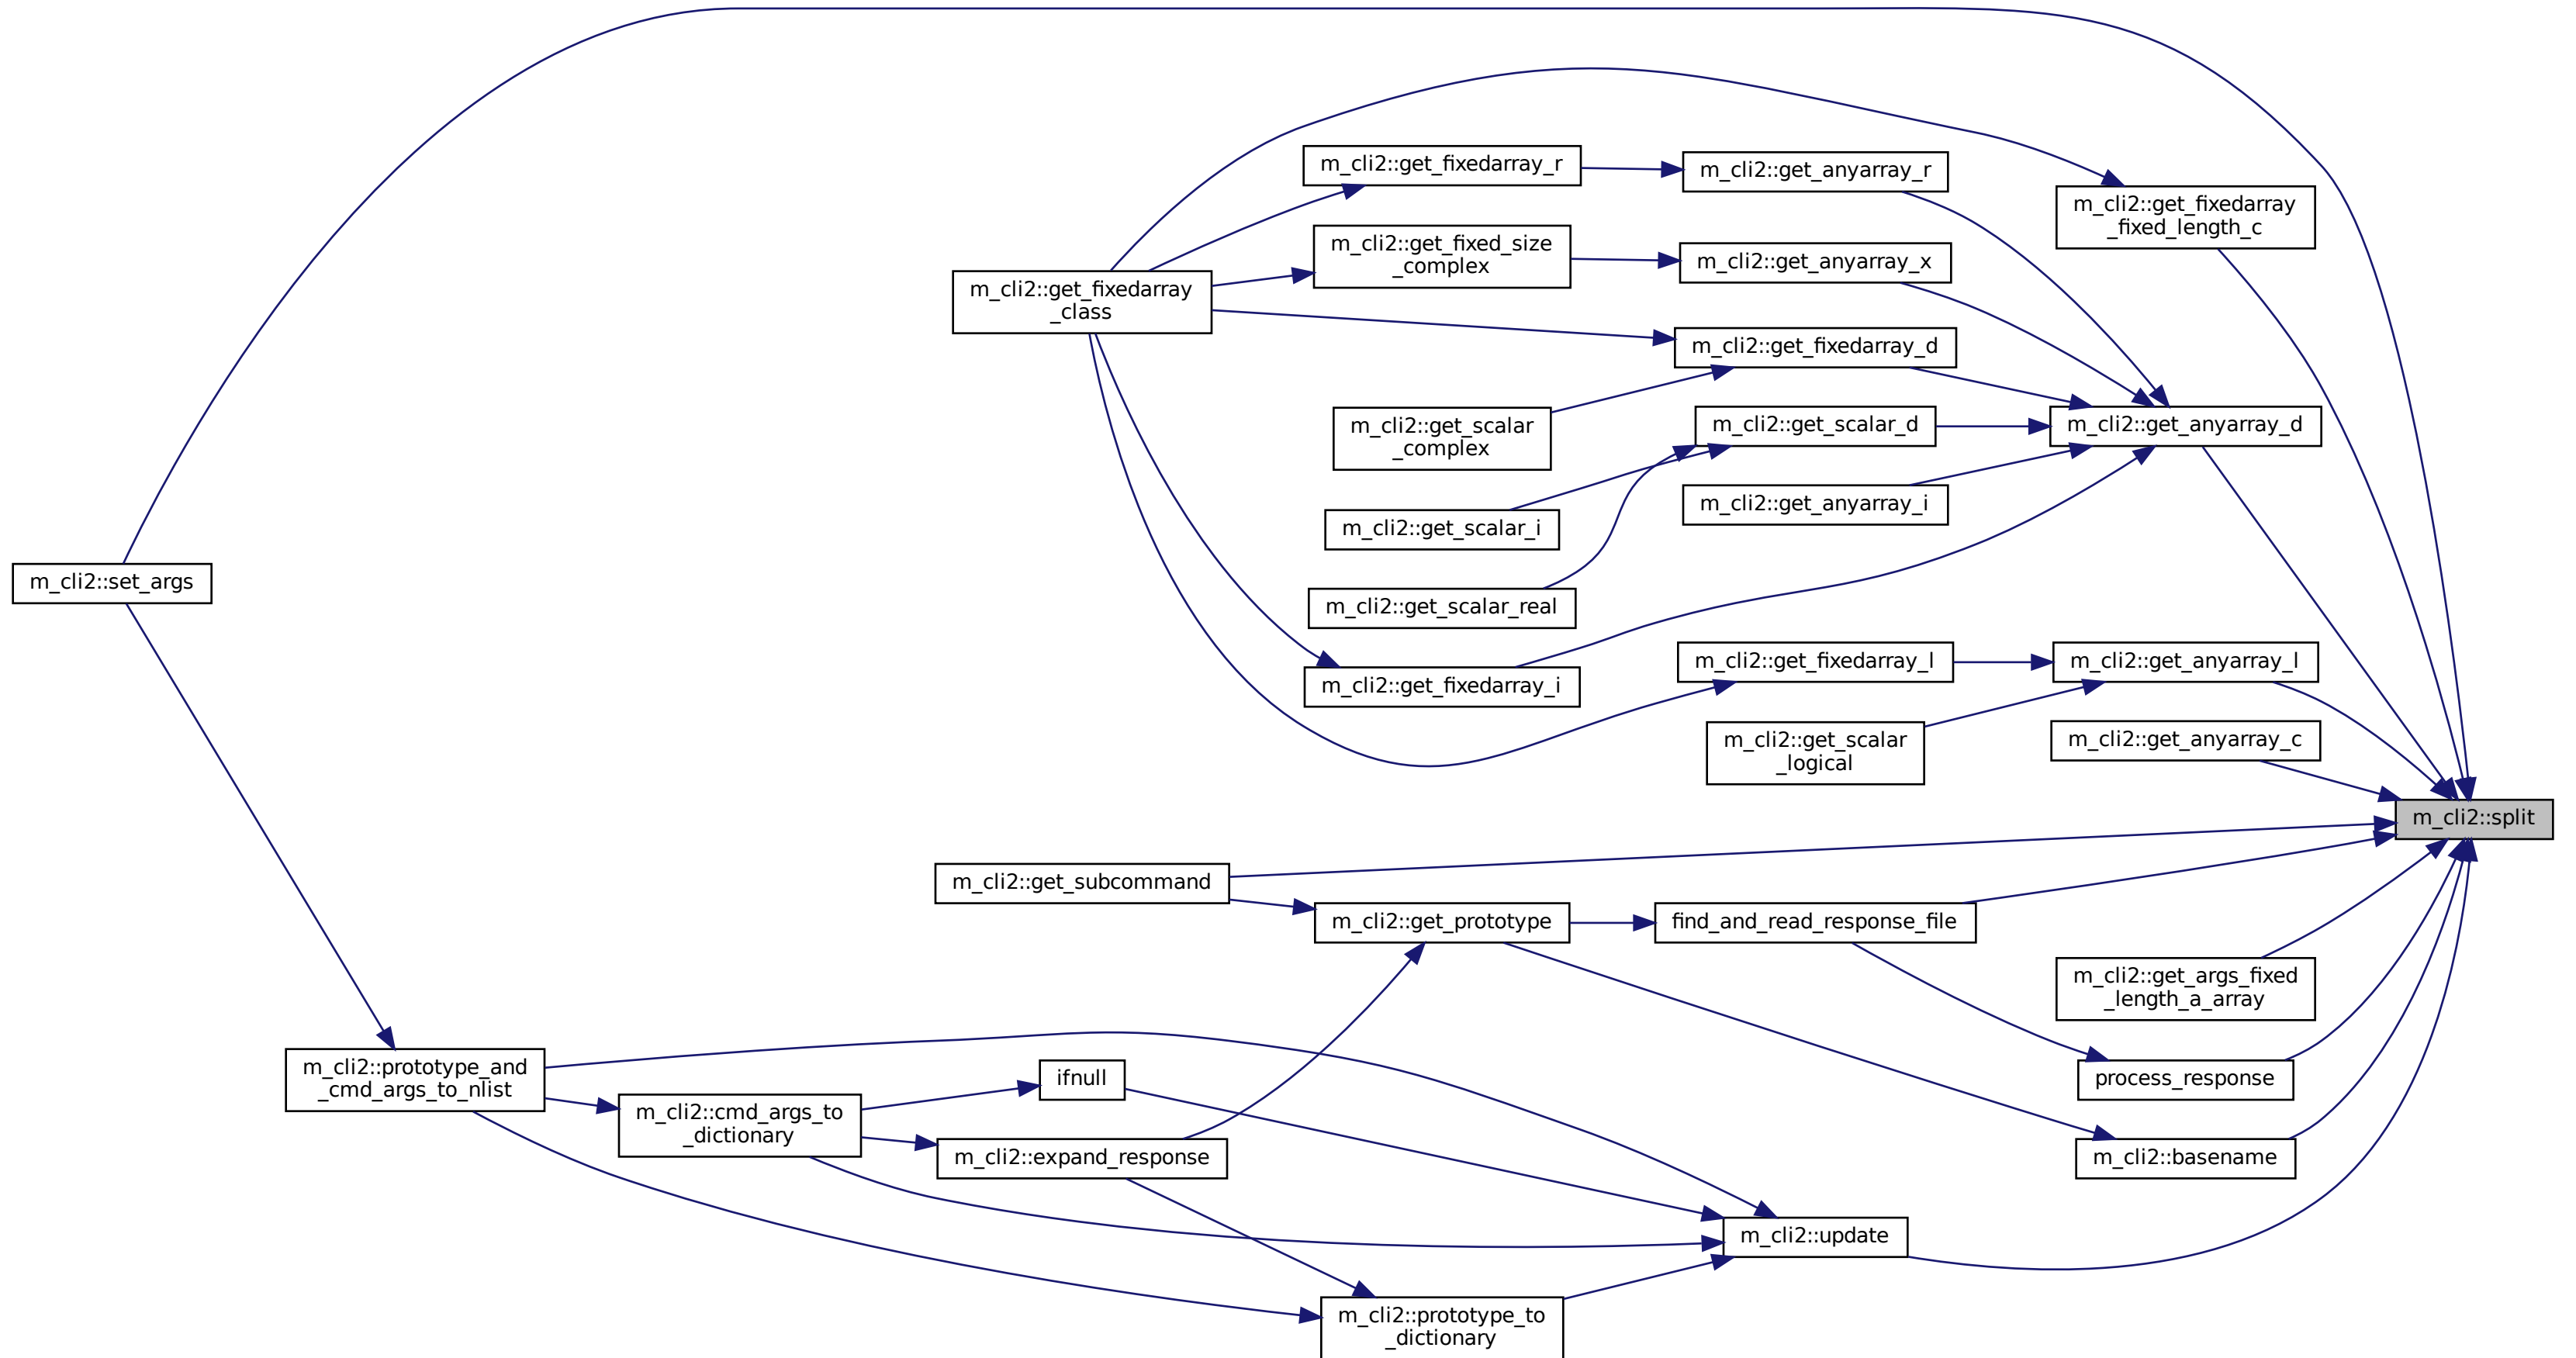 m_cli2::get_fixedarray_r
m_cli2::get_anyarray_r
m_cli2::get_fixedarray
_fixed_length_c
m_cli2::get_fixed_size
_complex
m_cli2::get_anyarray_x
m_cli2::get_fixedarray
_class
m_cli2::get_fixedarray_d
m_cli2::get_scalar
_complex
m_cli2::get_scalar_d
m_cli2::get_anyarray_d
m_cli2::get_anyarray_i
m_cli2::get_scalar_i
m_cli2::set_args
m_cli2::get_scalar_real
m_cli2::get_fixedarray_i
m_cli2::get_fixedarray_l
m_cli2::get_anyarray_l
m_cli2::get_scalar
_logical
m_cli2::get_anyarray_c
m_cli2::split
m_cli2::get_subcommand
m_cli2::get_prototype
find_and_read_response_file
m_cli2::get_args_fixed
_length_a_array
m_cli2::prototype_and
_cmd_args_to_nlist
ifnull
process_response
m_cli2::cmd_args_to
_dictionary
m_cli2::expand_response
m_cli2::basename
m_cli2::update
m_cli2::prototype_to
_dictionary